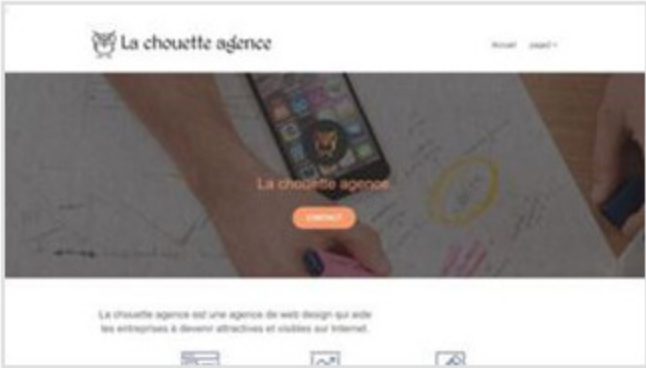 La chouette agence
Accueil page2
La chouette agence
CONTACT
La chouette agence est une agence de web design qui aide
les entreprises à devenir attractives et visibles sur Internet.